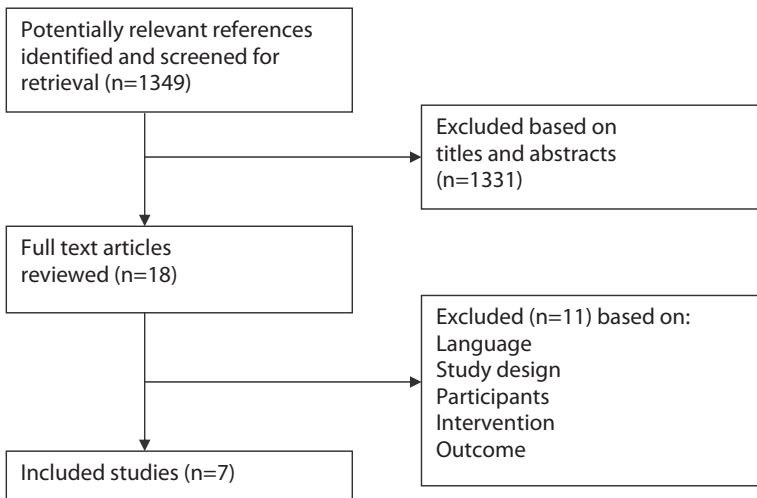 Potentially relevant references
identified and screened for
retrieval (n=1349)
Excluded based on
titles and abstracts
(n=1331)
Full text articles
reviewed (n=18)
Excluded (n=11) based on:
Language
Study design
Participants
Intervention
Outcome
Included studies (n=7)